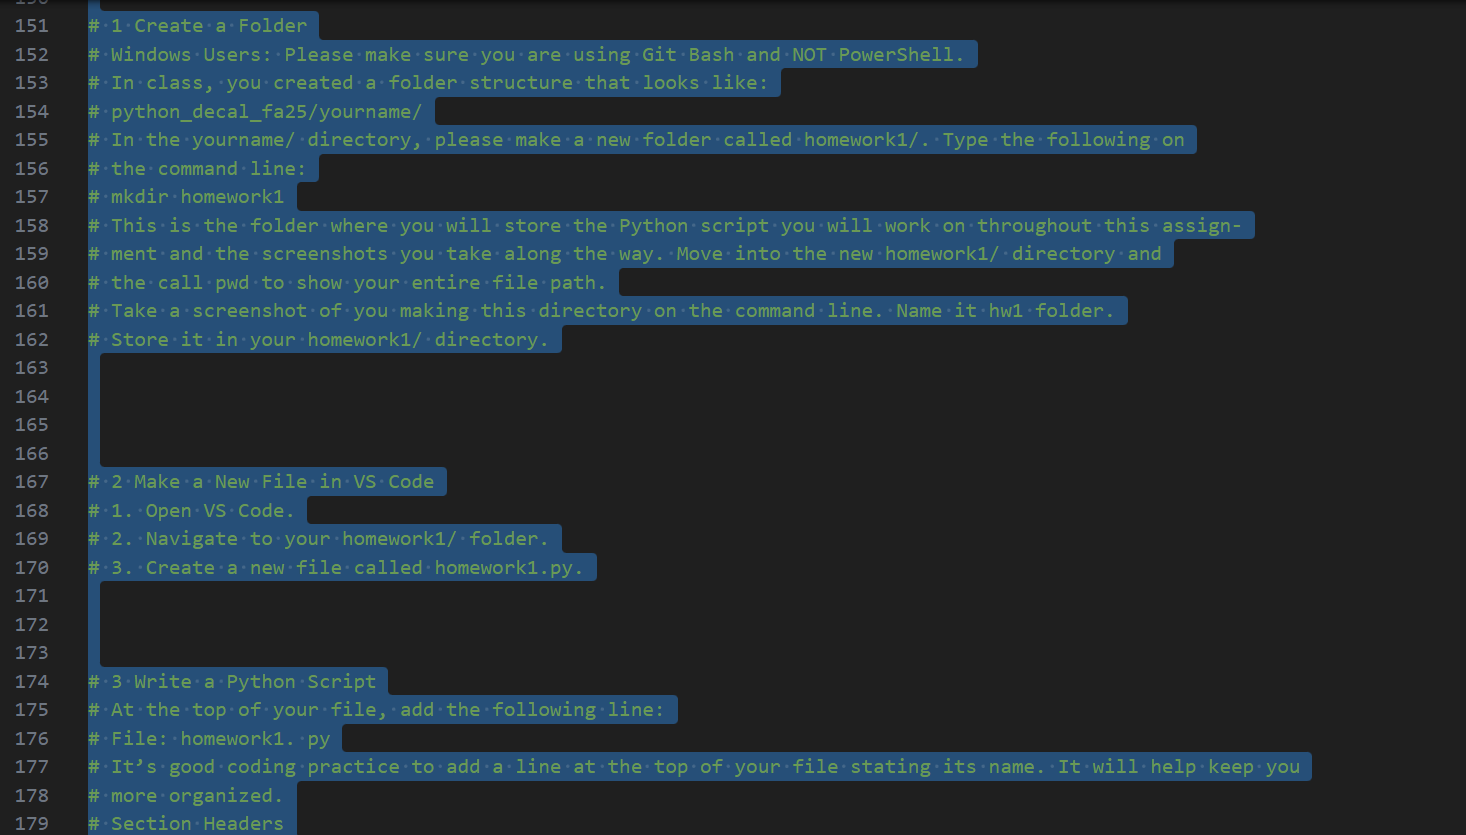 151 # 1 Create a Folder
152 # Windows Users: Please make sure you are using Git Bash and NOT PowerShell.
153 # In class, you created a folder structure that looks like:
154 # python_decal_fa25/yourname/
155 # In the yourname/ directory, please make a new folder called homework1/. Type the following on
156 # the command line:
157 # mkdir homework1
158 # This is the folder where you will store the Python script you will work on throughout this assign-
159 # ment and the screenshots you take along the way. Move into the new homework1/ directory and
160 # the call pwd to show your entire file path.
161 # Take a screenshot of you making this directory on the command line. Name it hw1 folder.
162 # Store it in your homework1/ directory.
163
164
165
166
167 # 2 Make a New File in VS Code
168 # 1. Open VS Code.
169 # 2. Navigate to your homework1/ folder.
170 # 3. Create a new file called homework1.py.
171
172
173
174 # 3 Write a Python Script
175 # At the top of your file, add the following line:
176 # File: homework1. py
177 # It’s good coding practice to add a line at the top of your file stating its name. It will help keep you
178 # more organized.
179 # Section Headers